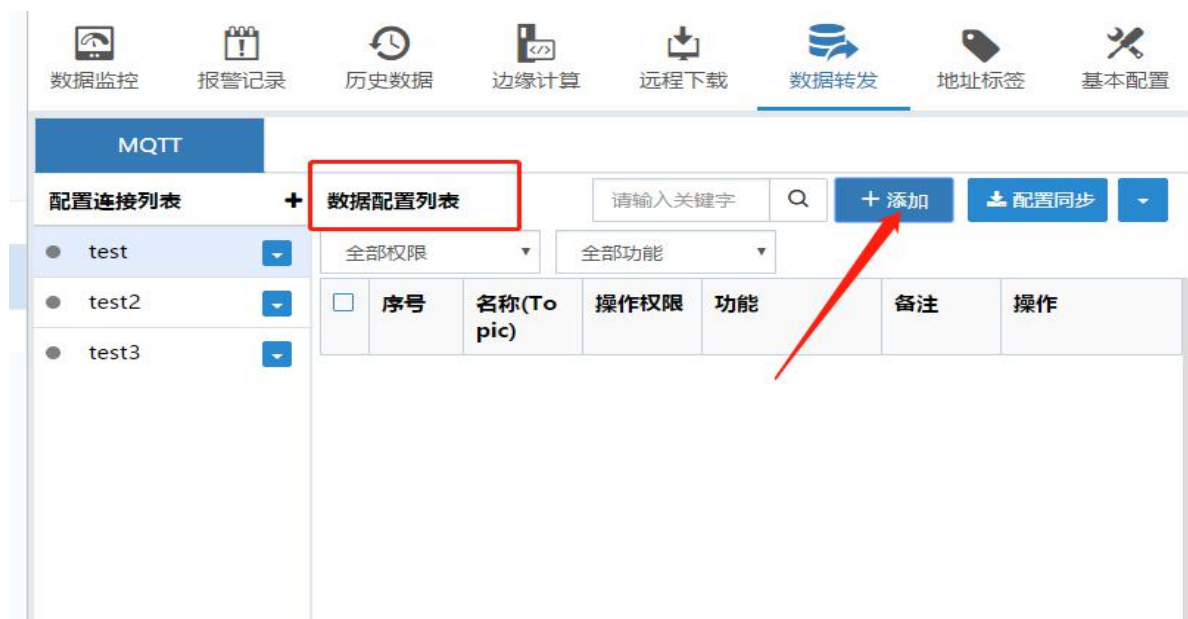 数据监控 报警记录 历史数据 边缘计算 远程下载 数据转发 地址标签 基本配置
MQTT
配置连接列表 + 数据配置列表 请输入关键字 +添加 配置同步
test 全部权限 全部功能
test2 序号 名称(To 操作权限 功能 备注 操作
pic)
test3